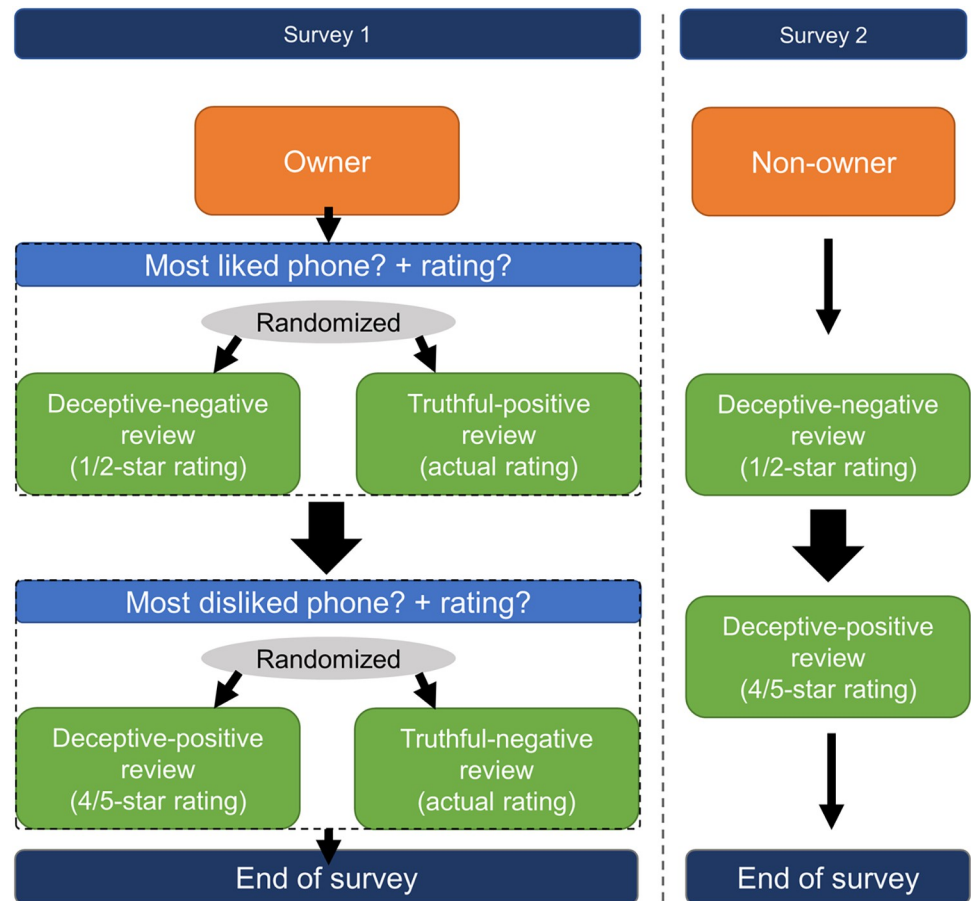 Survey 1
Owner
Most liked phone? + rating?
Randomized
Deceptive-negative
review
(1/2-star rating)
Truthful-positive
review
(actual rating)
Most disliked phone? + rating?
Randomized
Deceptive-positive
review
(4/5-star rating)
Truthful-negative
review
(actual rating)
End of survey
Survey 2
Non-owner
Deceptive-negative
review
(1/2-star rating)
Deceptive-positive
review
(4/5-star rating)
End of survey